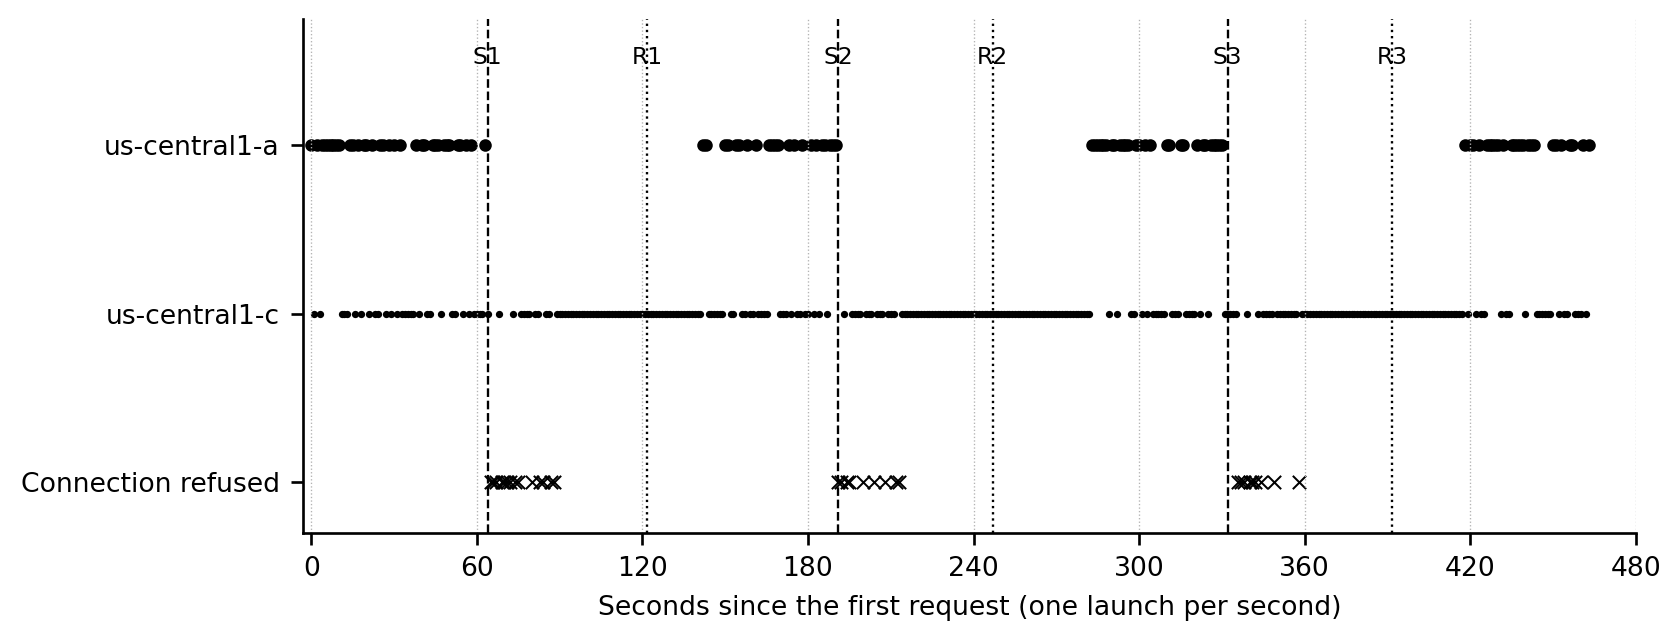 S1 R1 S2 R2 S3 R3
us-central1-a
us-central1-c
Connection refused
0 60 120 180 240 300 360 420 480
Seconds since the first request (one launch per second)